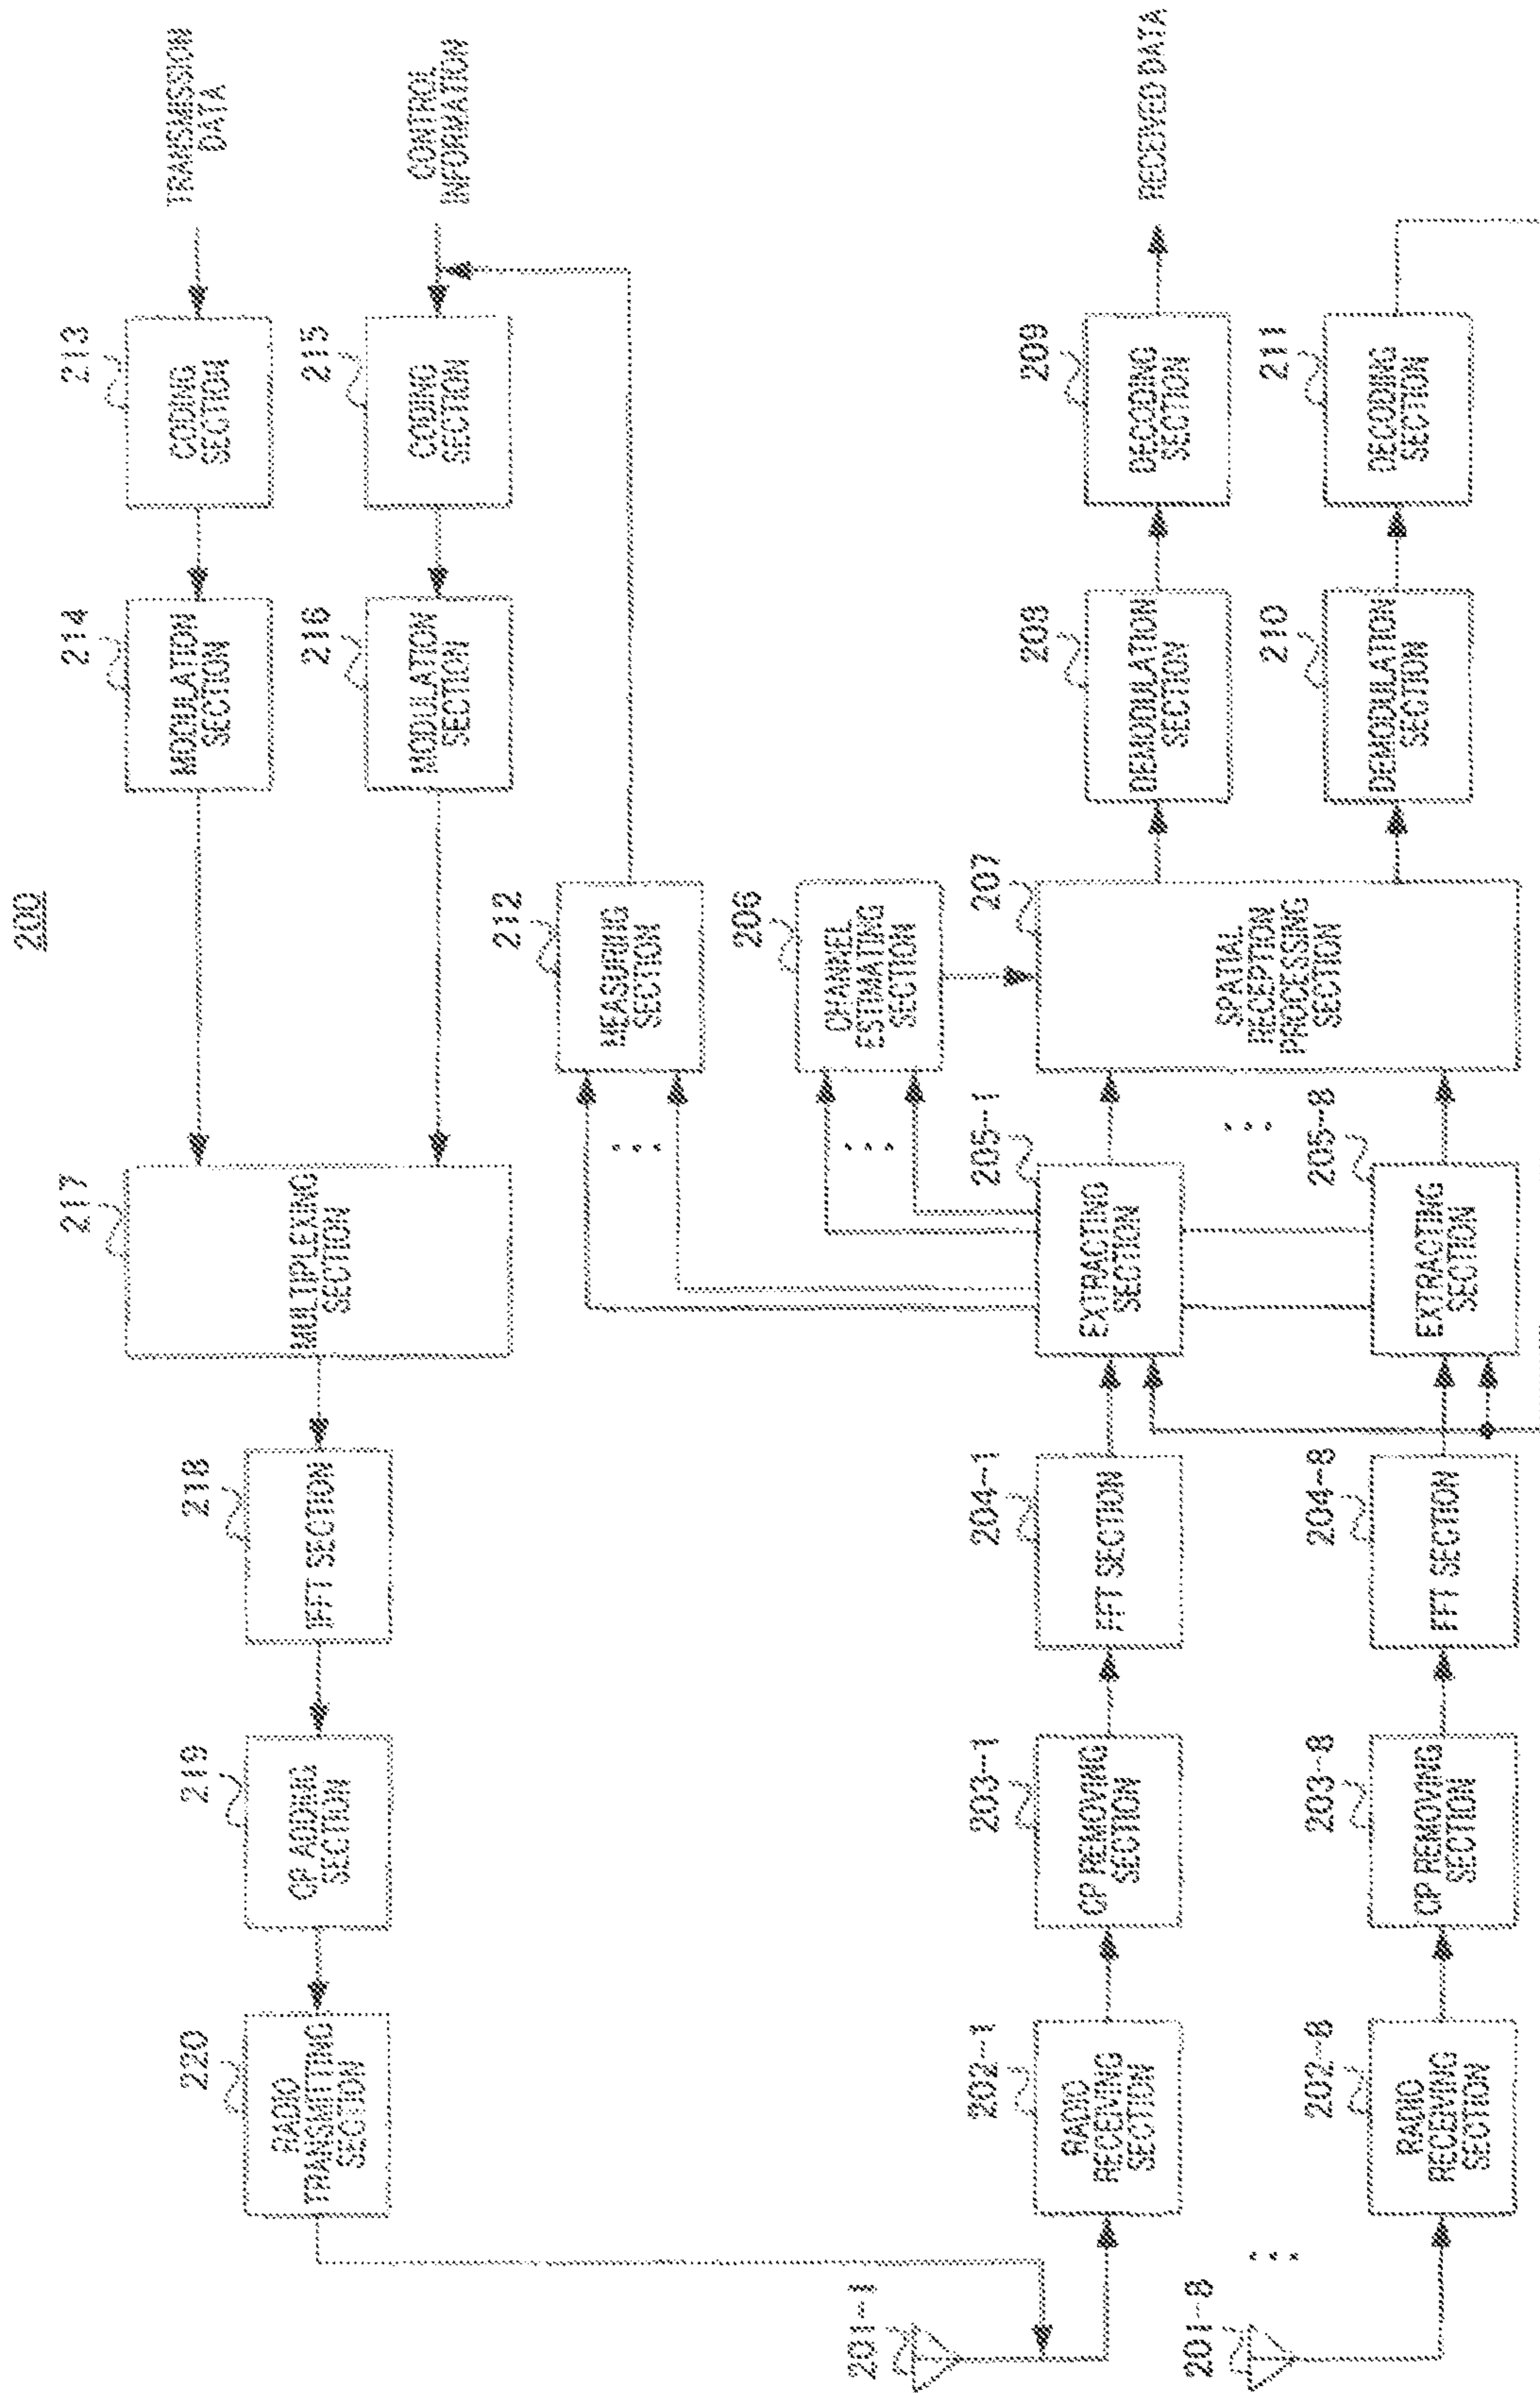 200
TRANSMISSION
DATA
CONTROL
INFORMATION
213
CODING
SECTION
214
MODULATION
SECTION
215
CODING
SECTION
216
MODULATION
SECTION
217
MULTIPLEXING
SECTION
218
IFFT SECTION
219
CP ADDING
SECTION
220
RADIO
TRANSMITTING
SECTION
212
MEASURING
SECTION
206
CHANNEL
ESTIMATING
SECTION
207
SPATIAL
RECEPTION
PROCESSING
SECTION
201-1
202-1
RADIO
RECEIVING
SECTION
203-1
CP REMOVING
SECTION
204-1
FFT SECTION
205-1
EXTRACTING
SECTION
208
DEMODULATION
SECTION
209
DECODING
SECTION
RECEIVED DATA
201-8
202-8
RADIO
RECEIVING
SECTION
203-8
CP REMOVING
SECTION
204-8
FFT SECTION
205-8
EXTRACTING
SECTION
210
DEMODULATION
SECTION
211
DECODING
SECTION